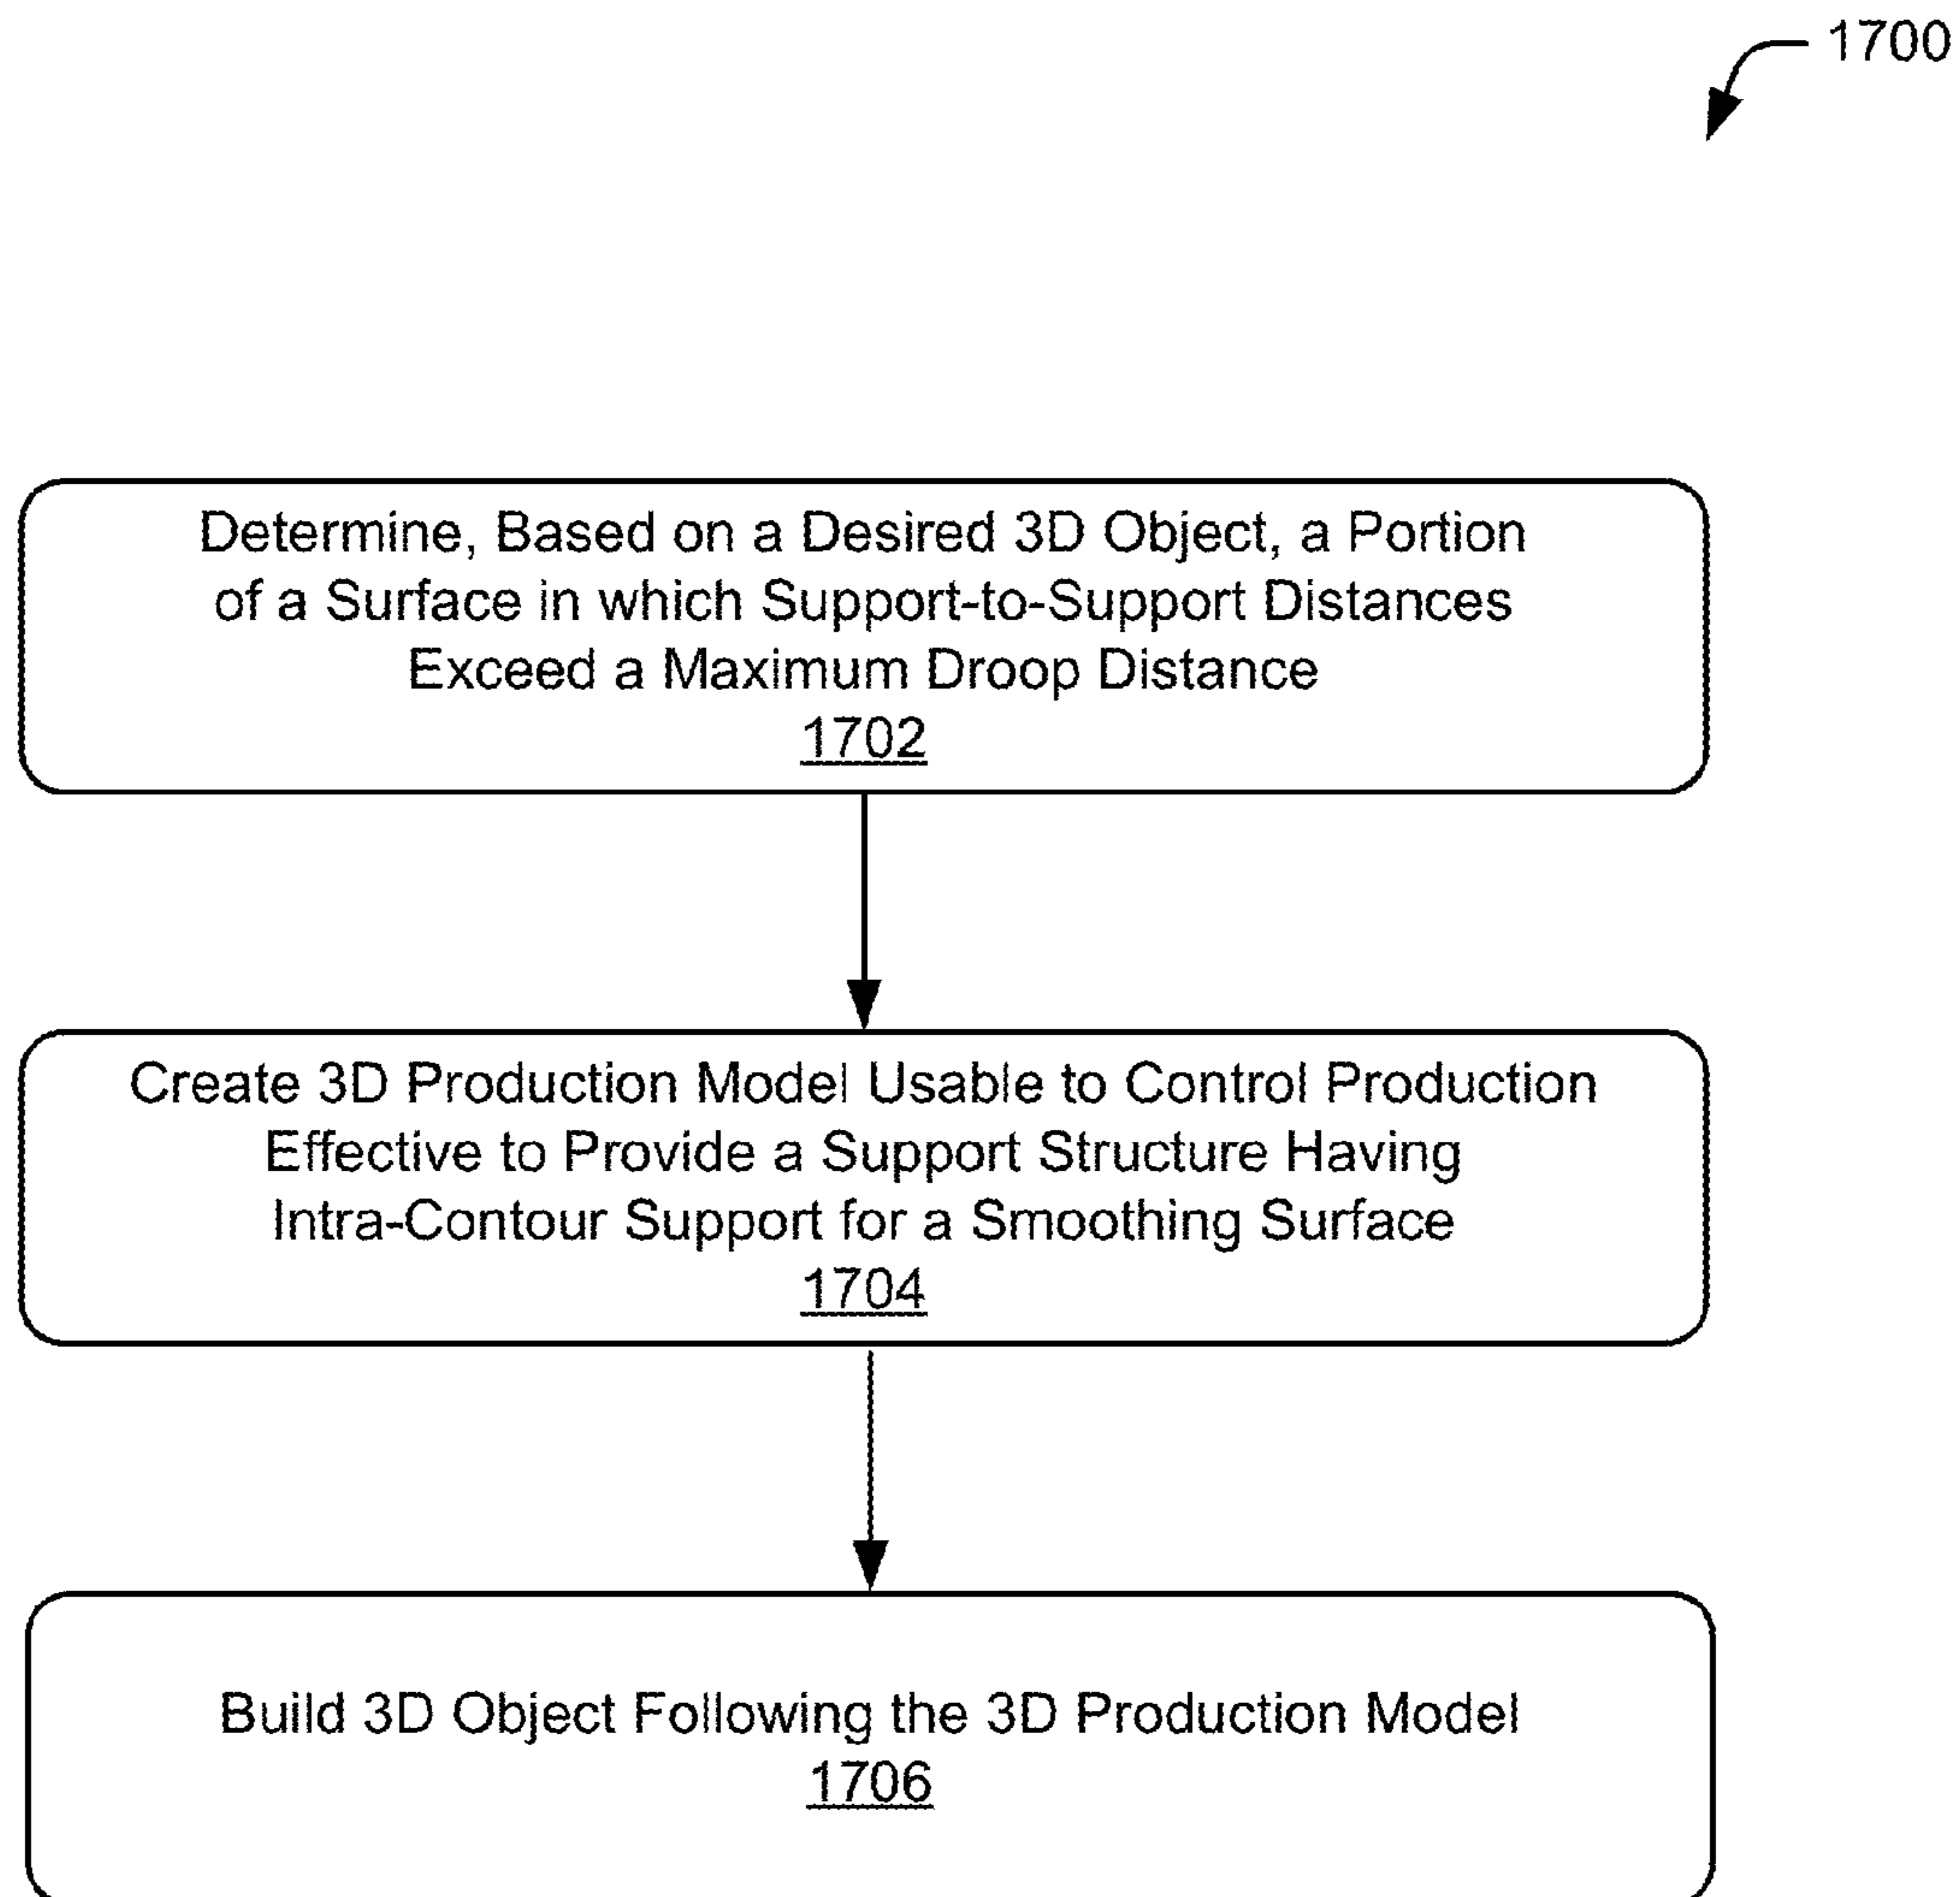 1700
Determine, Based on a Desired 3D Object, a Portion
of a Surface in which Support-to-Support Distances
Exceed a Maximum Droop Distance
1702
Create 3D Production Model Usable to Control Production
Effective to Provide a Support Structure Having
Intra-Contour Support for a Smoothing Surface
1704
Build 3D Object Following the 3D Production Model
1706